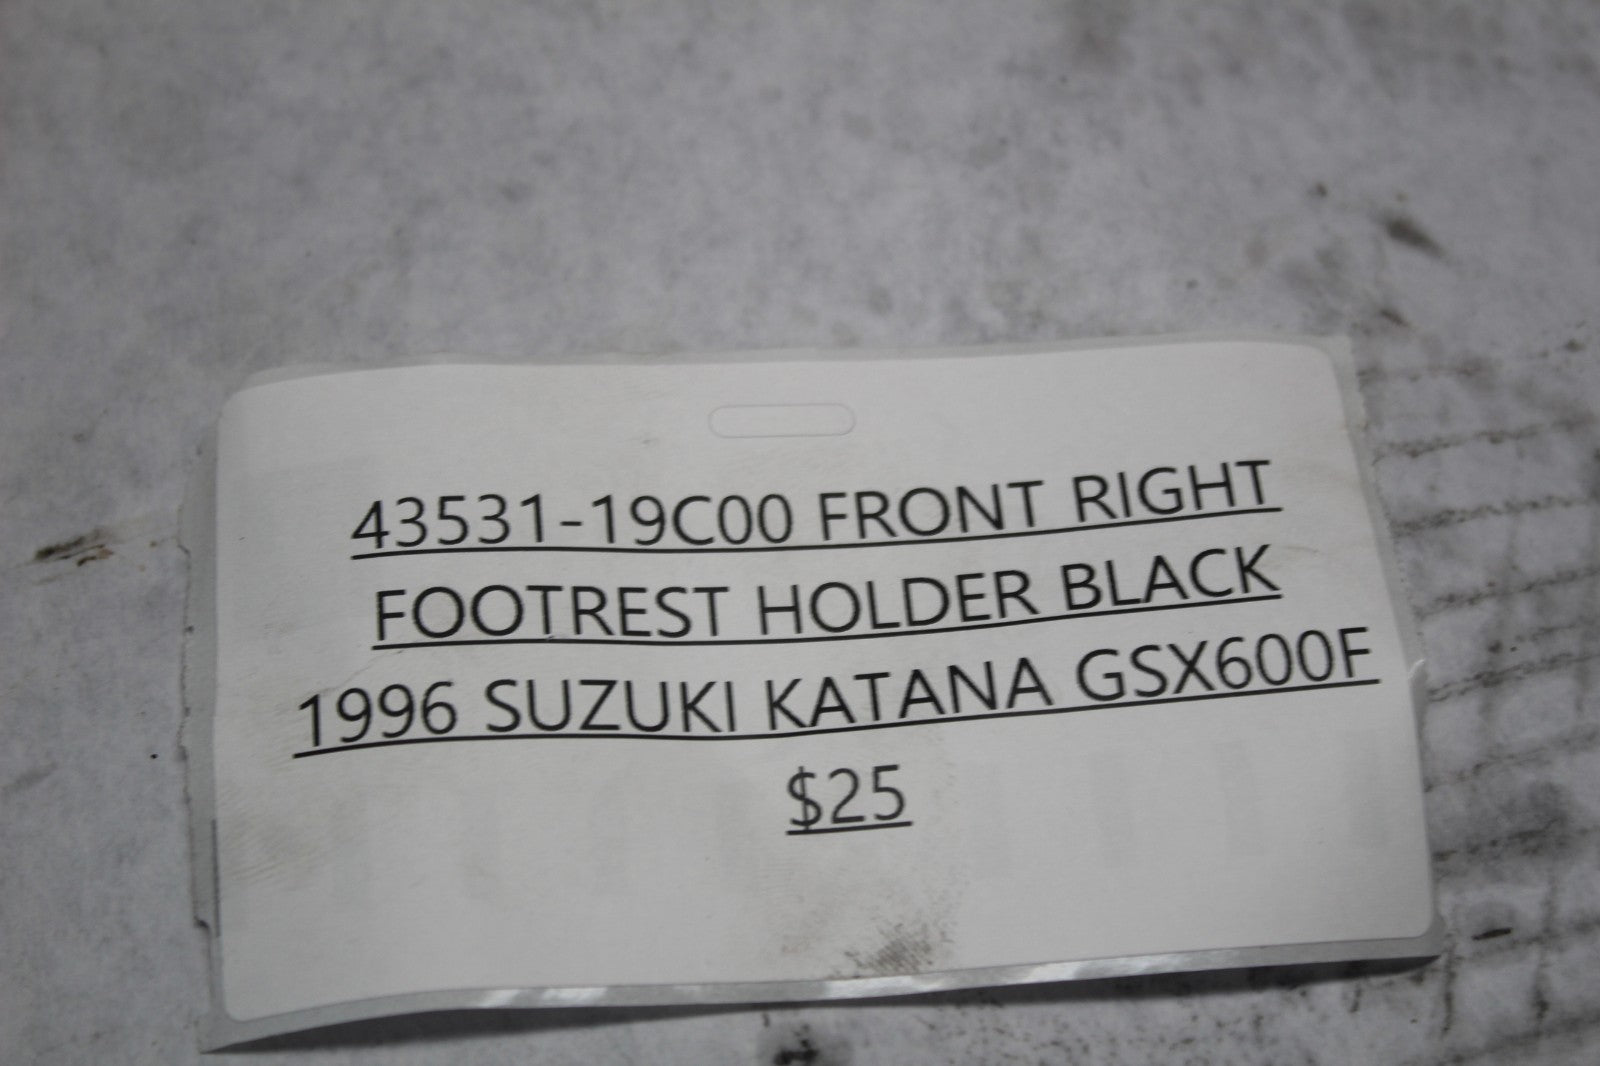 43531-19C00 FRONT RIGHT
FOOTREST HOLDER BLACK
1996 SUZUKI KATANA GSX600F
$25